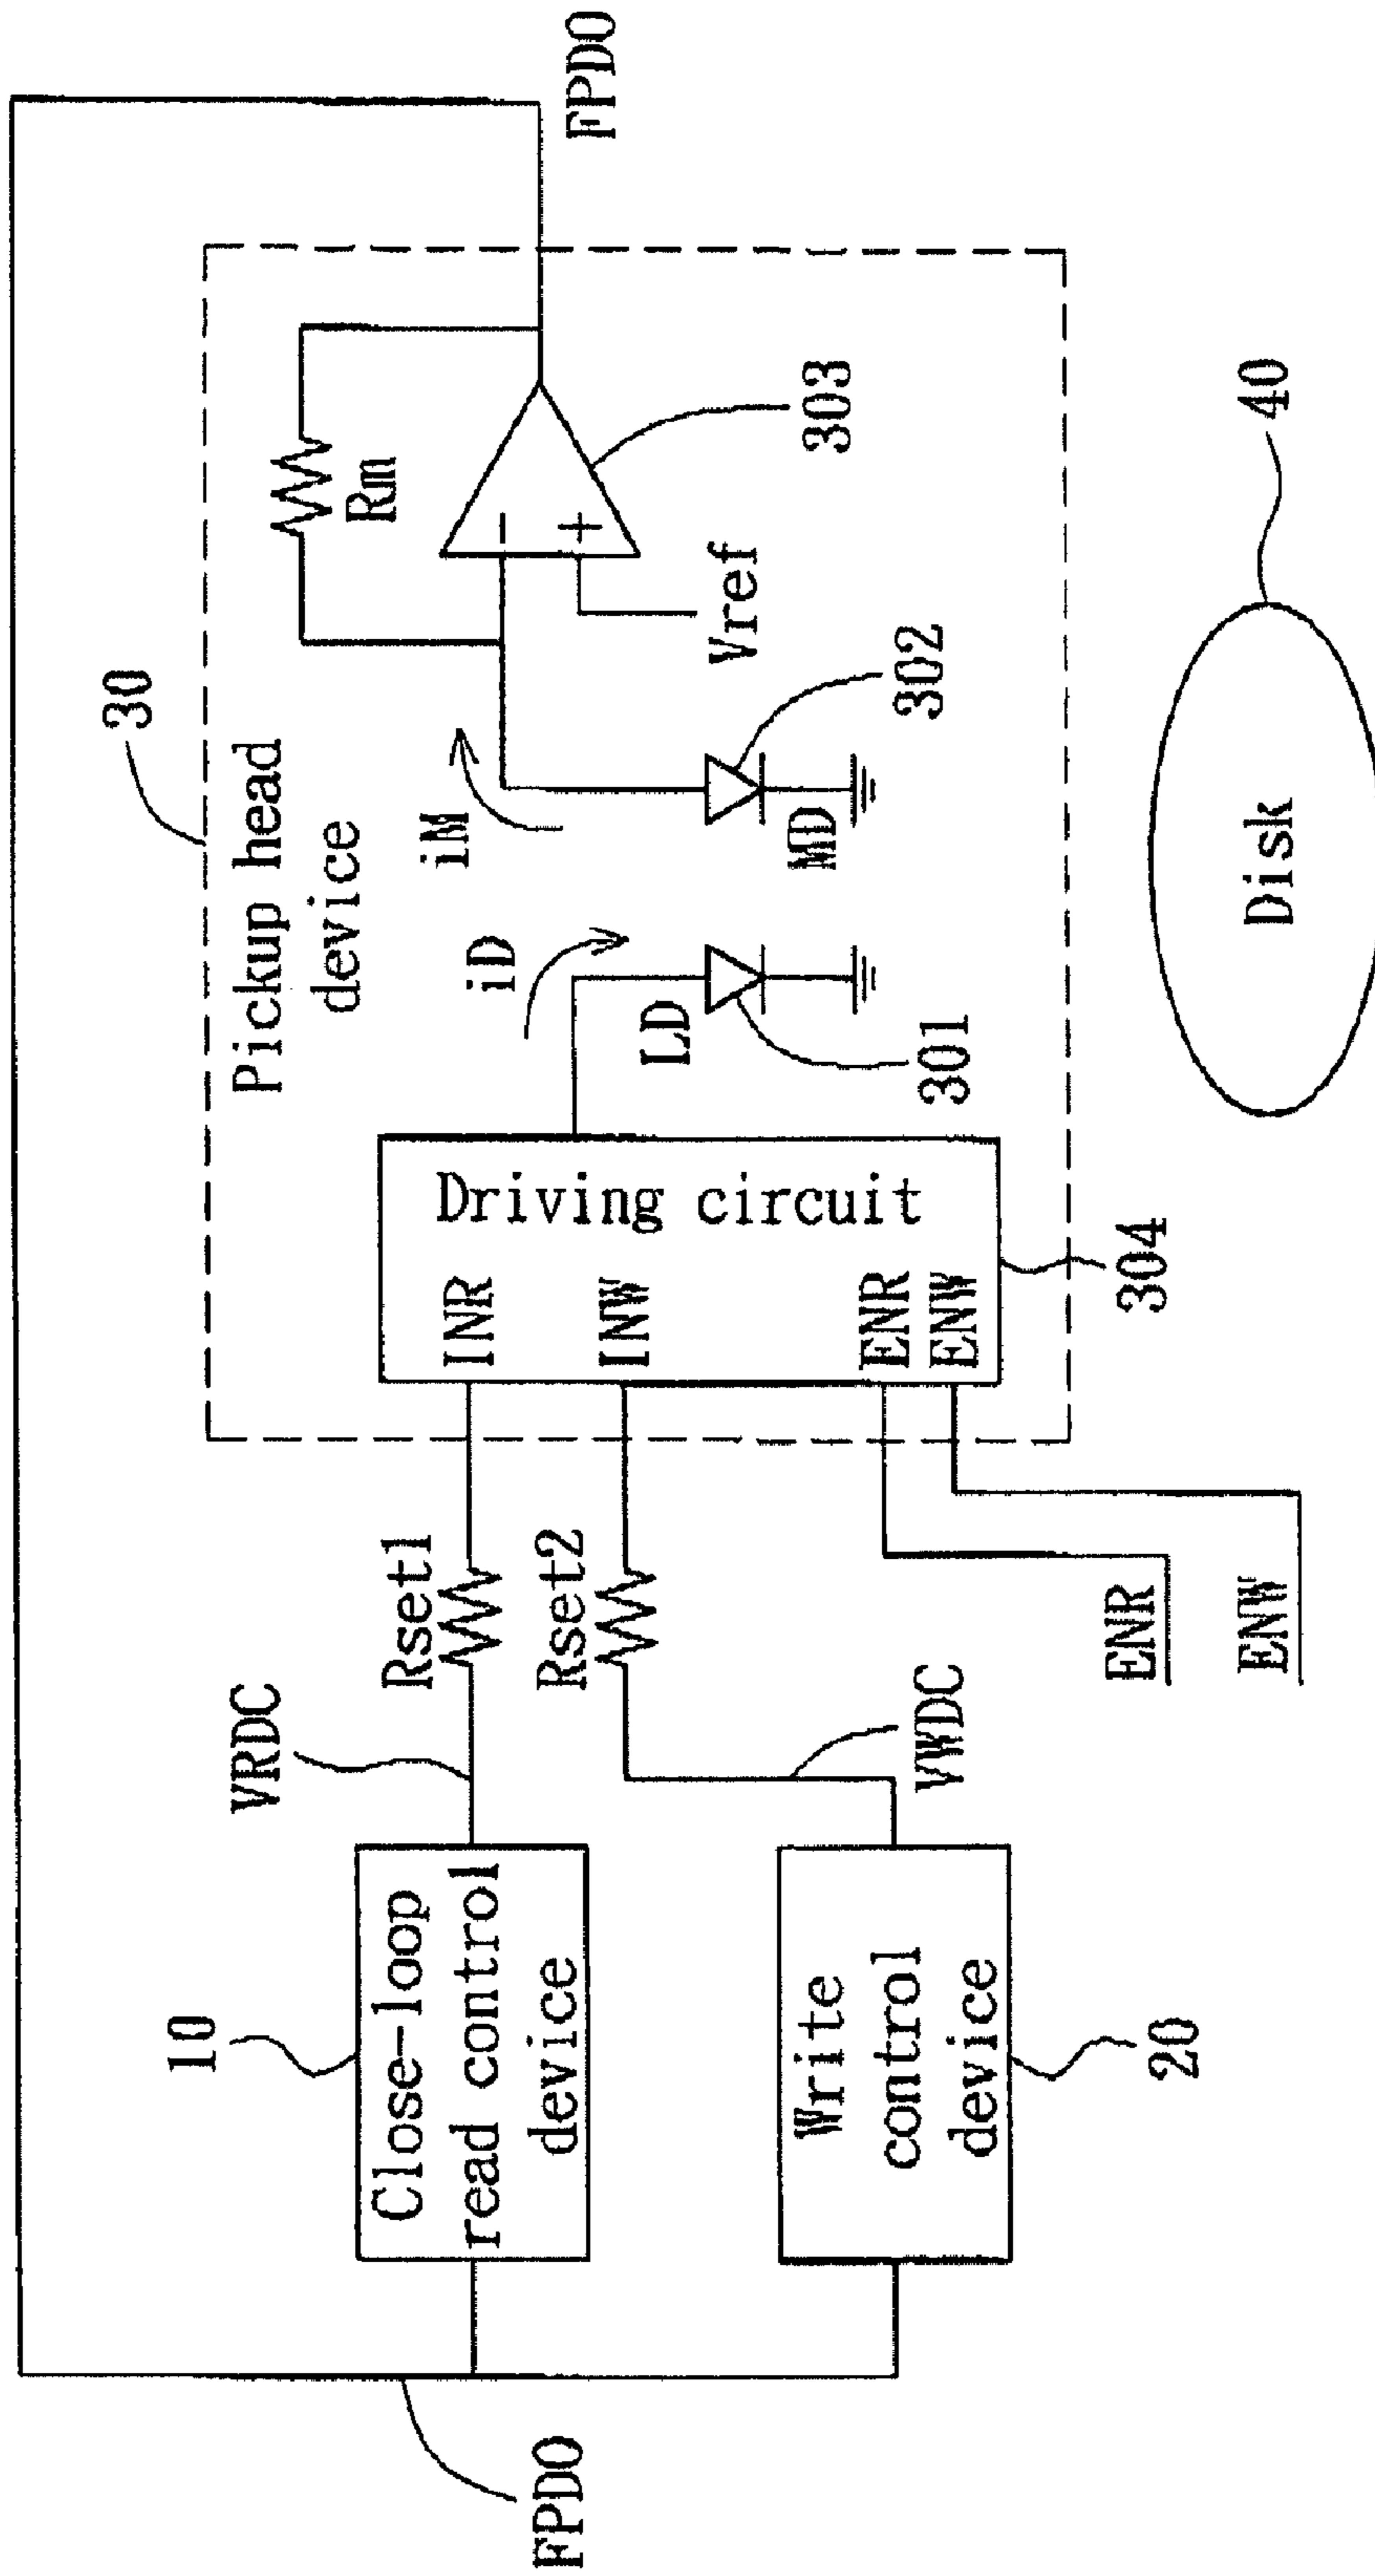 30
Pickup head
device
FPDO
Rm
303
Vref
iM
302
MD
iD
LD
301
Driving circuit
INR
INW
ENR
ENW
304
Rset1
Rset2
VRDC
VWDC
ENR
ENW
10
Close-loop
read control
device
Write
control
device
20
FPDO
Disk
40
−
+